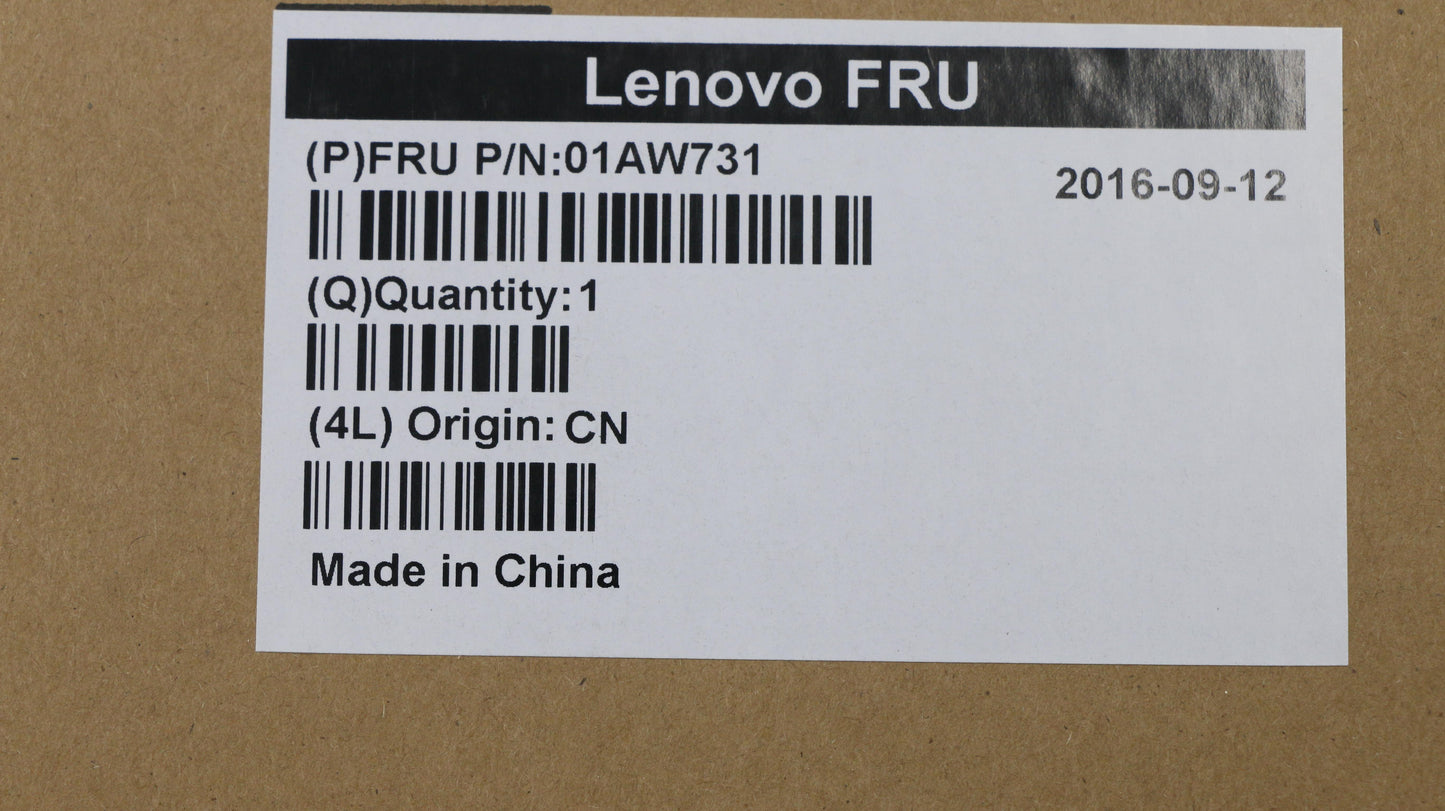 Lenovo FRU
(P)FRU P/N:01AW731
2016-09-12
(Q)Quantity:1
(4L) Origin:CN
Made in China